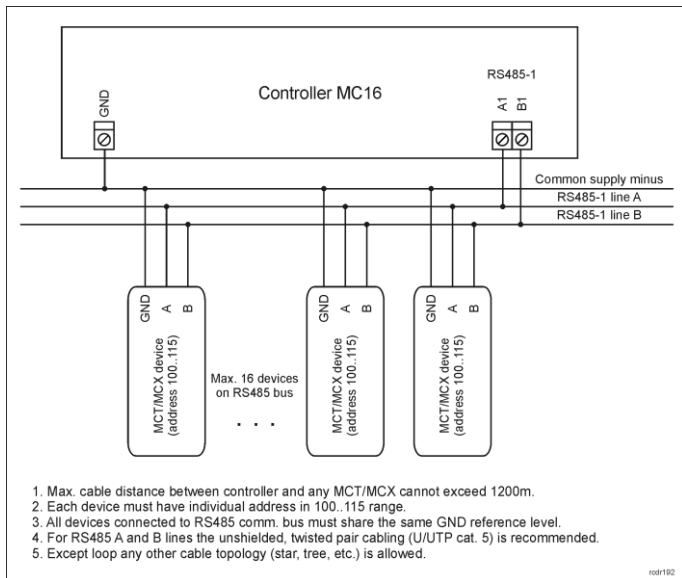 RS485-1
Controller MC16
GND
A1
B1
Common supply minus
RS485-1 line A
RS485-1 line B
GND
A
B
MCT/MCX device
(address 100..115)
Max. 16 devices
on RS485 bus
. . .
GND
A
B
MCT/MCX device
(address 100..115)
GND
A
B
MCT/MCX device
(address 100..115)
1. Max. cable distance between controller and any MCT/MCX cannot exceed 1200m.
2. Each device must have individual address in 100..115 range.
3. All devices connected to RS485 comm. bus must share the same GND reference level.
4. For RS485 A and B lines the unshielded, twisted pair cabling (U/UTP cat. 5) is recommended.
5. Except loop any other cable topology (star, tree, etc.) is allowed.
rcdr192